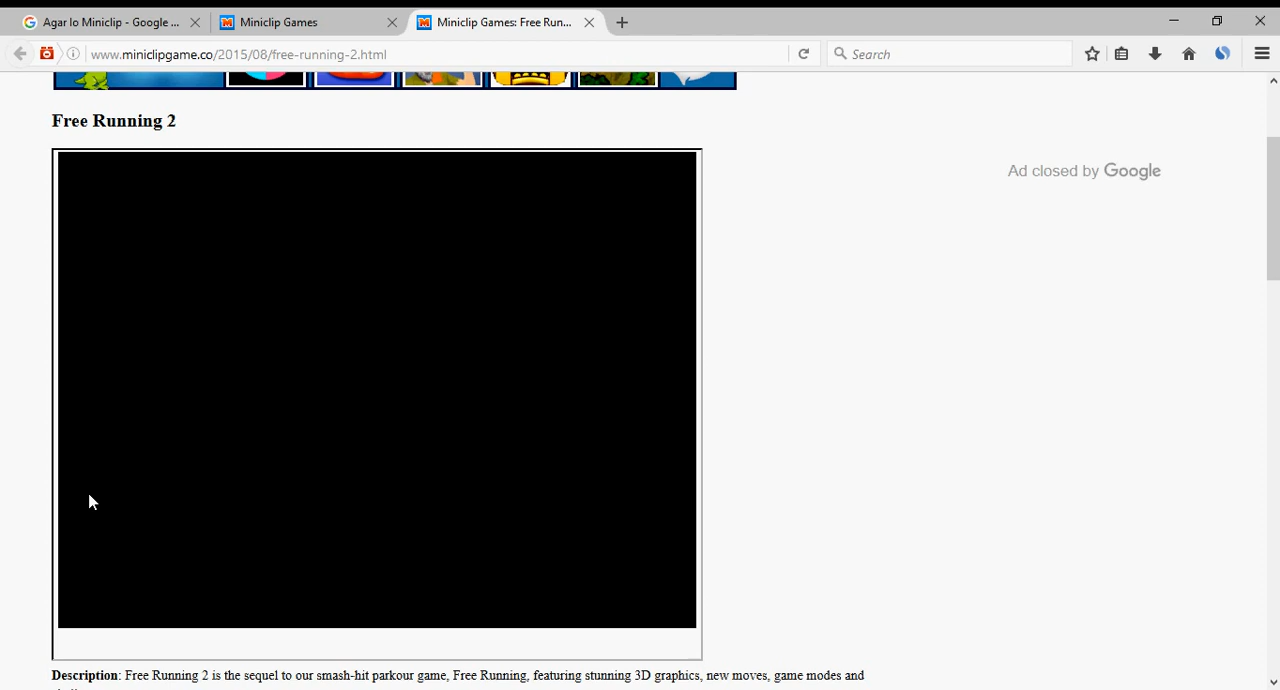 Agar Io Miniclip - Google ...
Miniclip Games
Miniclip Games: Free Run...
www.miniclipgame.co/2015/08/free-running-2.html
Search
Free Running 2
Ad closed by Google
Description: Free Running 2 is the sequel to our smash-hit parkour game, Free Running, featuring stunning 3D graphics, new moves, game modes and